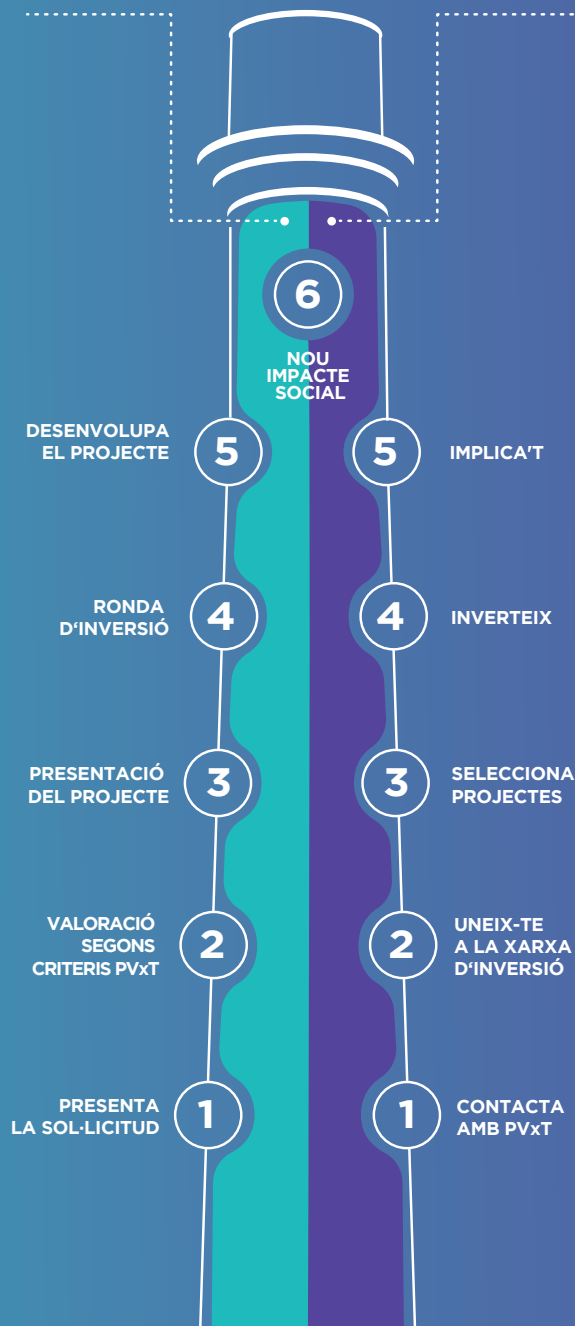 6
NOU
IMPACTE
SOCIAL
DESENVOLUPA
EL PROJECTE
5
5
IMPLICA'T
RONDA
D‘INVERSIÓ
4
4
INVERTEIX
PRESENTACIÓ
DEL PROJECTE
3
3
SELECCIONA
PROJECTES
VALORACIÓ
SEGONS
CRITERIS PVxT
2
2
UNEIX-TE
A LA XARXA
D‘INVERSIÓ
PRESENTA
LA SOL·LICITUD
1
1
CONTACTA
AMB PVxT